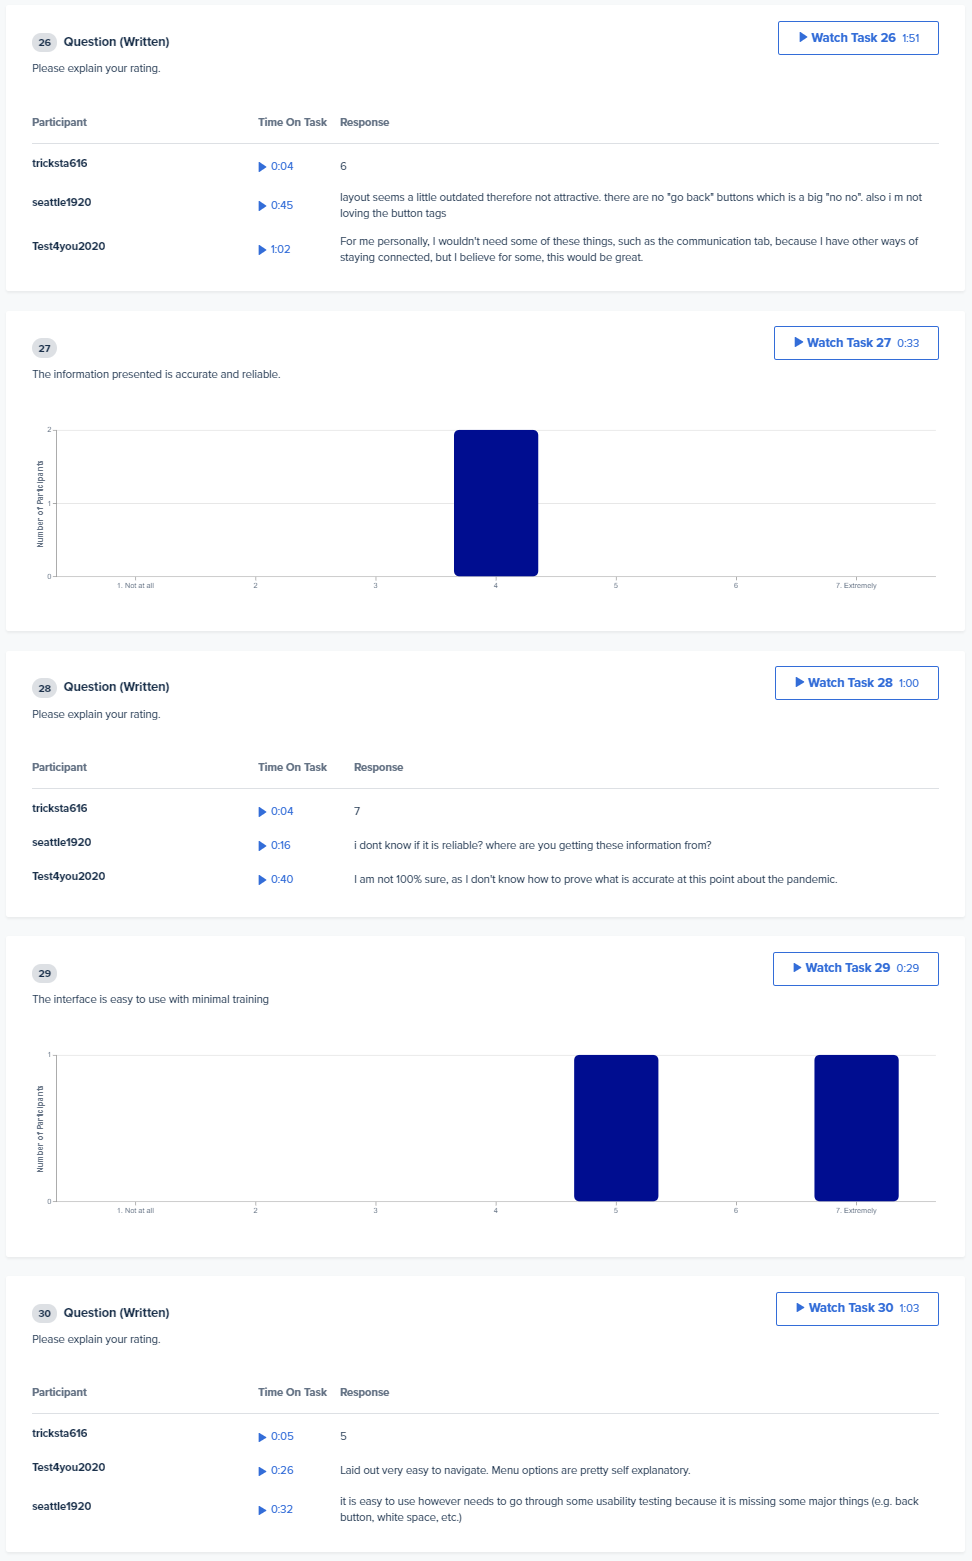 26 Question (Written)
Watch Task 26 1:51
Please explain your rating.
Participant Time On Task Response
tricksta616 0:04 6
seattle1920 0:45 layout seems a little outdated therefore not attractive. there are no "go back" buttons which is a big "no no". also i m not
loving the button tags
Test4you2020 1:02 For me personally, I wouldn't need some of these things, such as the communication tab, because I have other ways of
staying connected, but I believe for some, this would be great.
27
Watch Task 27 0:33
The information presented is accurate and reliable.
Number of Participants
2
1
0
1. Not at all 2 3 4 5 6 7. Extremely
28 Question (Written)
Watch Task 28 1:00
Please explain your rating.
Participant Time On Task Response
tricksta616 0:04 7
seattle1920 0:16 i dont know if it is reliable? where are you getting these information from?
Test4you2020 0:40 I am not 100% sure, as I don't know how to prove what is accurate at this point about the pandemic.
29
Watch Task 29 0:29
The interface is easy to use with minimal training
Number of Participants
1
0
1. Not at all 2 3 4 5 6 7. Extremely
30 Question (Written)
Watch Task 30 1:03
Please explain your rating.
Participant Time On Task Response
tricksta616 0:05 5
Test4you2020 0:26 Laid out very easy to navigate. Menu options are pretty self explanatory.
seattle1920 0:32 it is easy to use however needs to go through some usability testing because it is missing some major things (e.g. back
button, white space, etc.)